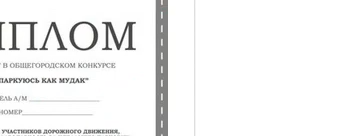 ИПЛОМ
В ОБЩЕГОРОДСКОМ КОНКУРСЕ
ПАРКУЮСЬ КАК МУДАК"
ЕЛЬ А/М
НОМЕР
УЧАСТНИКОВ ДОРОЖНОГО ДВИЖЕНИЯ,